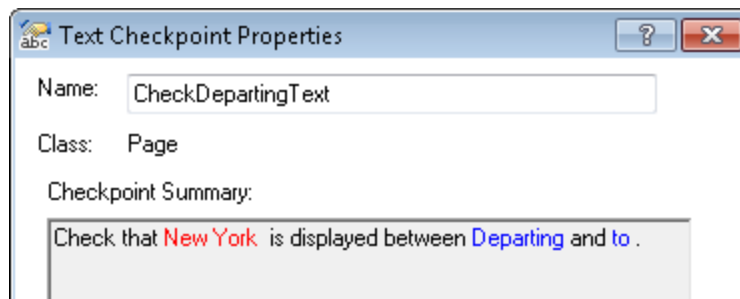 abc Text Checkpoint Properties ?
Name: CheckDepartingText
Class: Page
Checkpoint Summary:
Check that New York is displayed between Departing and to .